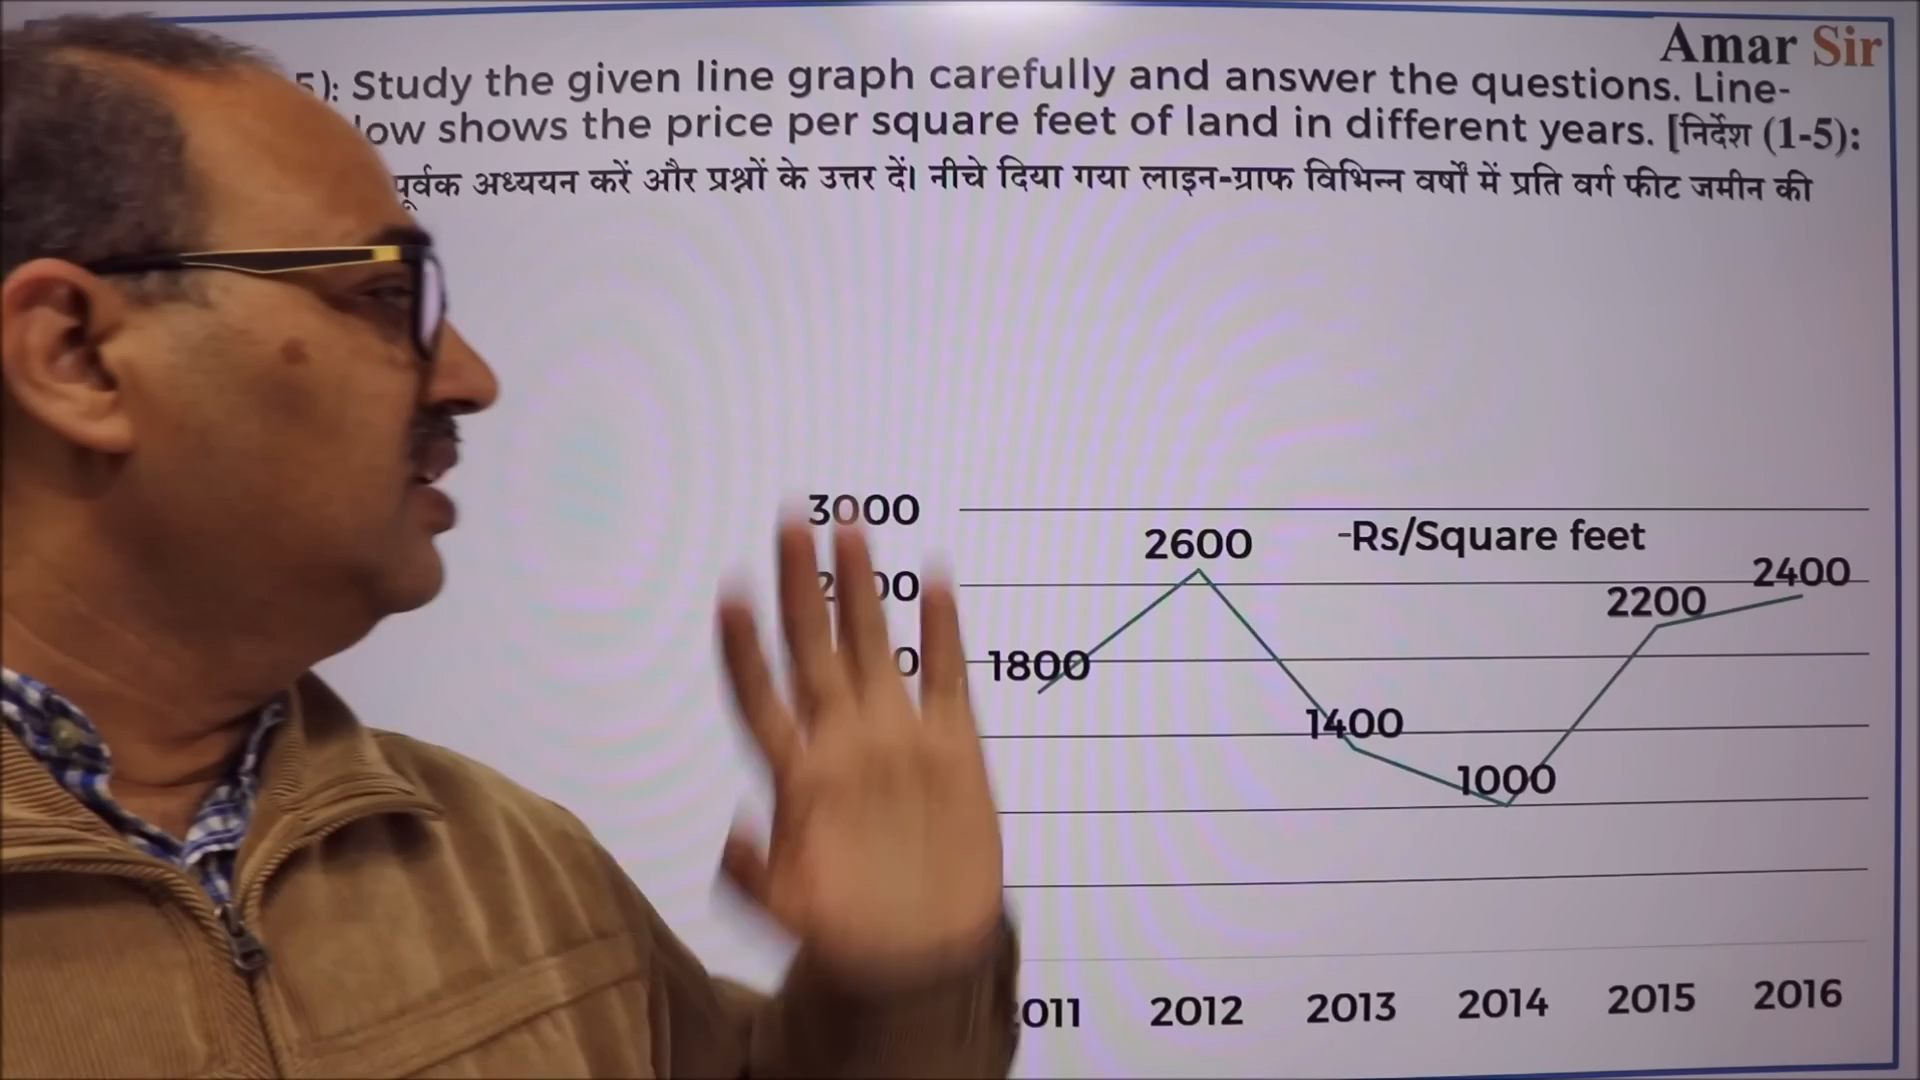 Amar Sir
5): Study the given line graph carefully and answer the questions. Line-
low shows the price per square feet of land in different years. [निर्देश (1-5):
पूर्वक अध्ययन करें और प्रश्नों के उत्तर दें। नीचे दिया गया लाइन-ग्राफ विभिन्न वर्षों में प्रति वर्ग फीट जमीन की
3000
2600
-Rs/Square feet
2400
2200
1800
1400
1000
2012 2013 2014 2015 2016